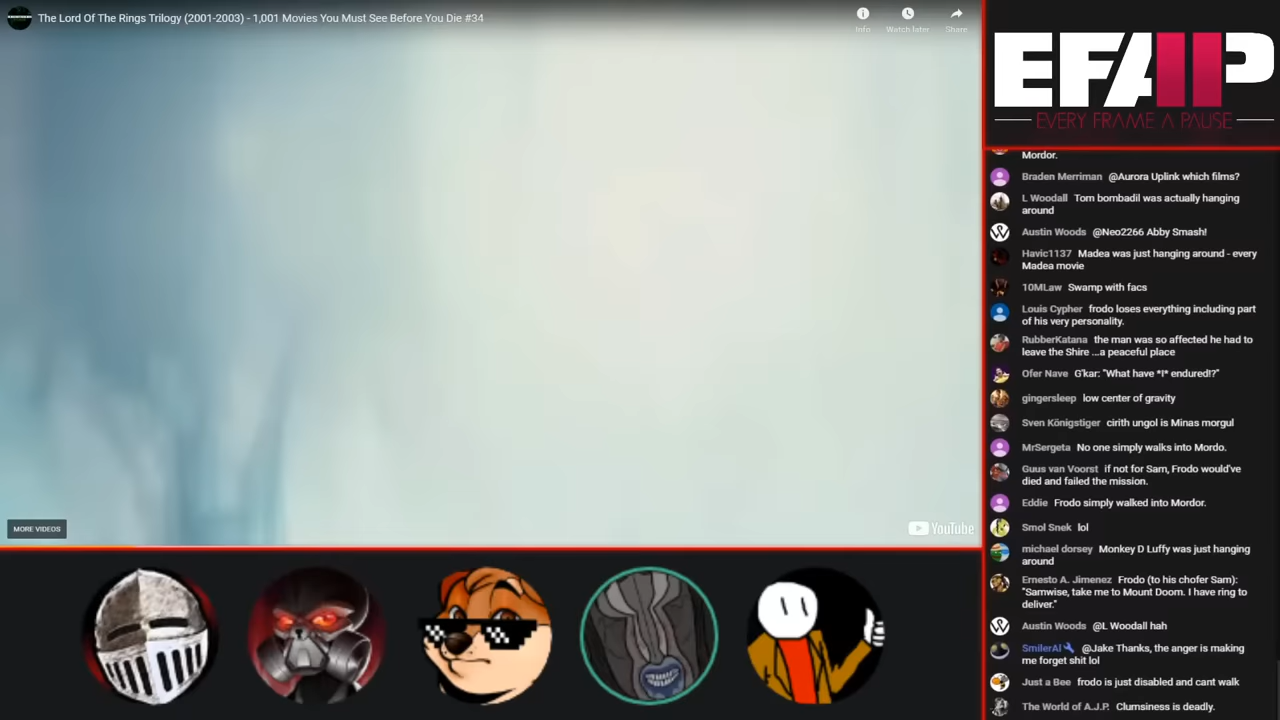 The Lord Of The Rings Trilogy (2001-2003) - 1,001 Movies You Must See Before You Die #34
Info
Watch later
Share
MORE VIDEOS
YouTube
EFAP
EVERY FRAME A PAUSE
Mordor.
Braden Merriman @Aurora Uplink which films?
L Woodall Tom bombadil was actually hanging
around
Austin Woods @Neo2266 Abby Smash!
Havic1137 Madea was just hanging around - every
Madea movie
10MLaw Swamp with facs
Louis Cypher frodo loses everything including part
of his very personality.
RubberKatana the man was so affected he had to
leave the Shire ...a peaceful place
Ofer Nave G'kar: "What have *I* endured!?"
gingersleep low center of gravity
Sven Königstiger cirith ungol is Minas morgul
MrSergeta No one simply walks into Mordo.
Guus van Voorst if not for Sam, Frodo would've
died and failed the mission.
Eddie Frodo simply walked into Mordor.
Smol Snek lol
michael dorsey Monkey D Luffy was just hanging
around
Ernesto A. Jimenez Frodo (to his chofer Sam):
"Samwise, take me to Mount Doom. I have ring to
deliver."
Austin Woods @L Woodall hah
SmilerAl @Jake Thanks, the anger is making
me forget shit lol
Just a Bee frodo is just disabled and cant walk
The World of A.J.P. Clumsiness is deadly.